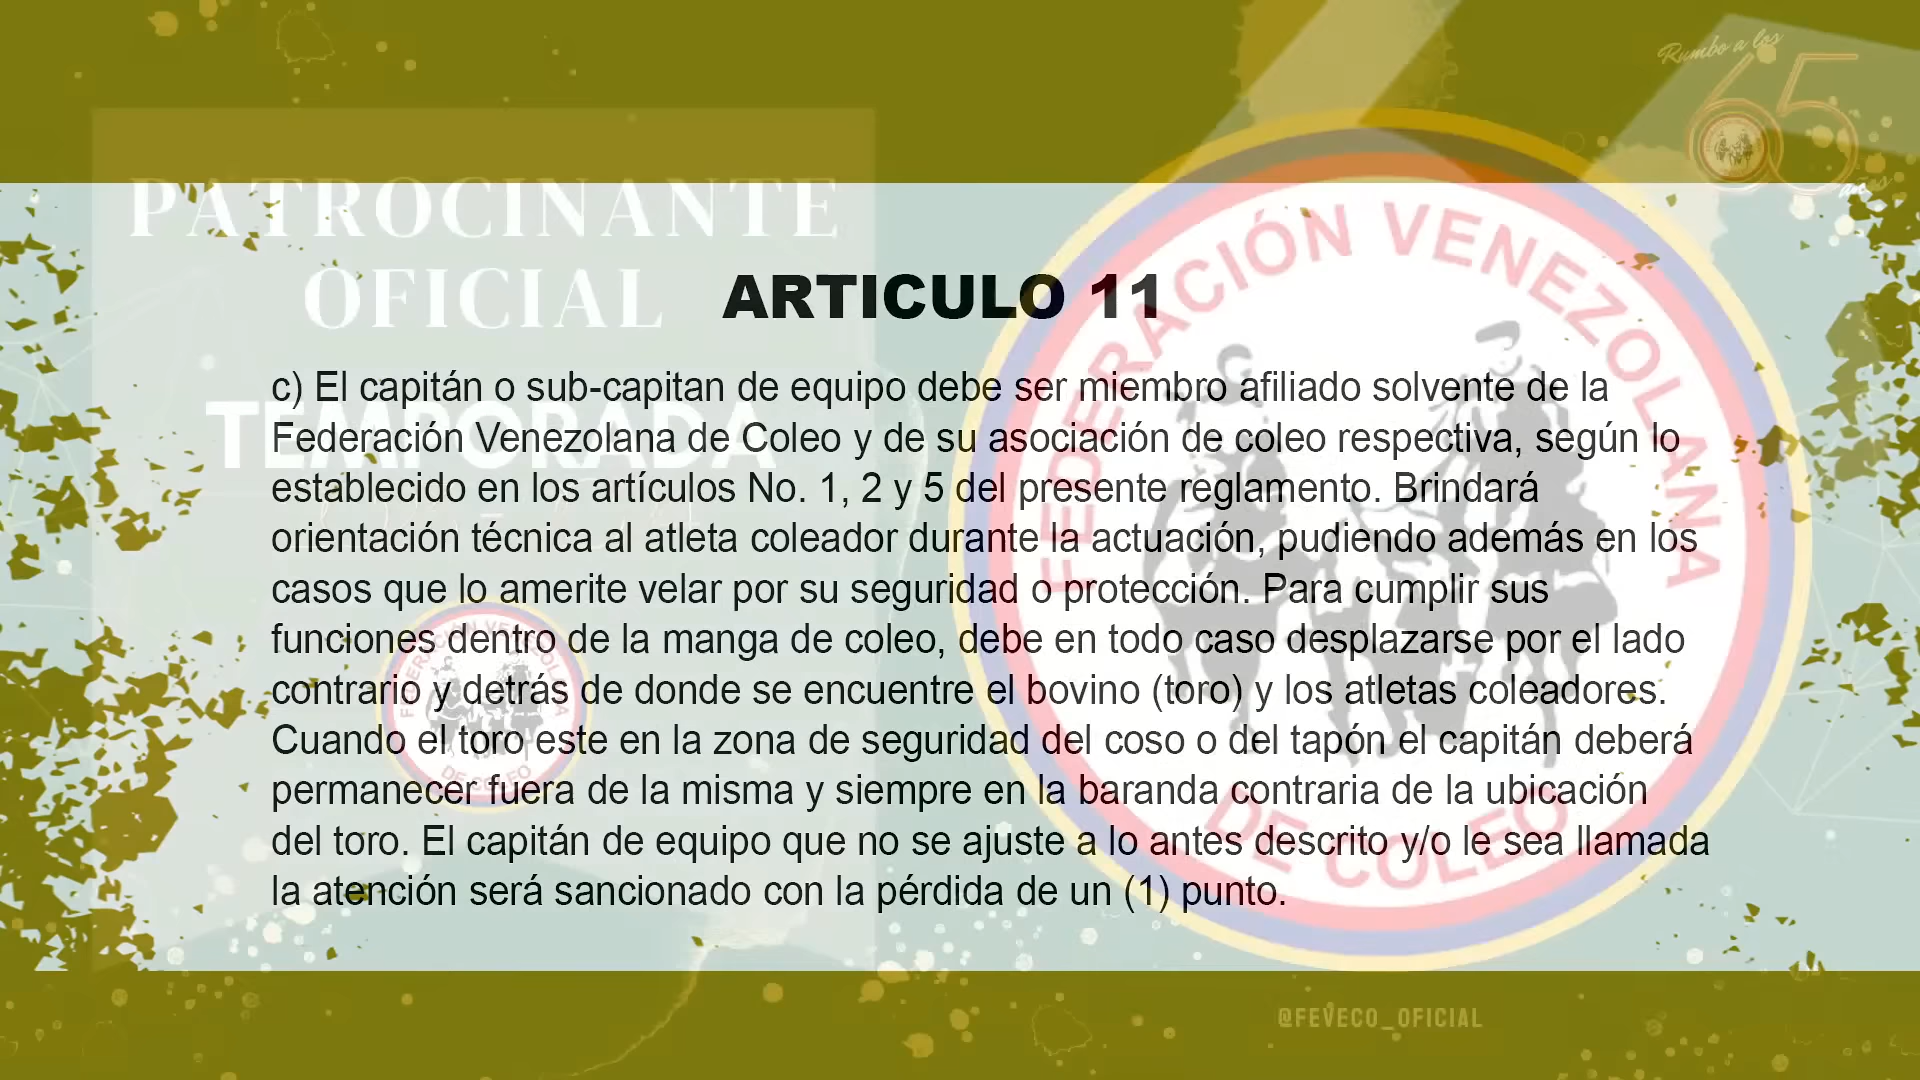 Rumbo a los
65
años
PATROCINANTE
OFICIAL
TEMPORADA
ARTICULO 11
c) El capitán o sub-capitan de equipo debe ser miembro afiliado solvente de la
Federación Venezolana de Coleo y de su asociación de coleo respectiva, según lo
establecido en los artículos No. 1, 2 y 5 del presente reglamento. Brindará
orientación técnica al atleta coleador durante la actuación, pudiendo además en los
casos que lo amerite velar por su seguridad o protección. Para cumplir sus
funciones dentro de la manga de coleo, debe en todo caso desplazarse por el lado
contrario y detrás de donde se encuentre el bovino (toro) y los atletas coleadores.
Cuando el toro este en la zona de seguridad del coso o del tapón el capitán deberá
permanecer fuera de la misma y siempre en la baranda contraria de la ubicación
del toro. El capitán de equipo que no se ajuste a lo antes descrito y/o le sea llamada
la atención será sancionado con la pérdida de un (1) punto.
FEDERACIÓN VENEZOLANA
DE COLEO
FEDERACIÓN VENEZOLANA
DE COLEO
@FEVECO_OFICIAL